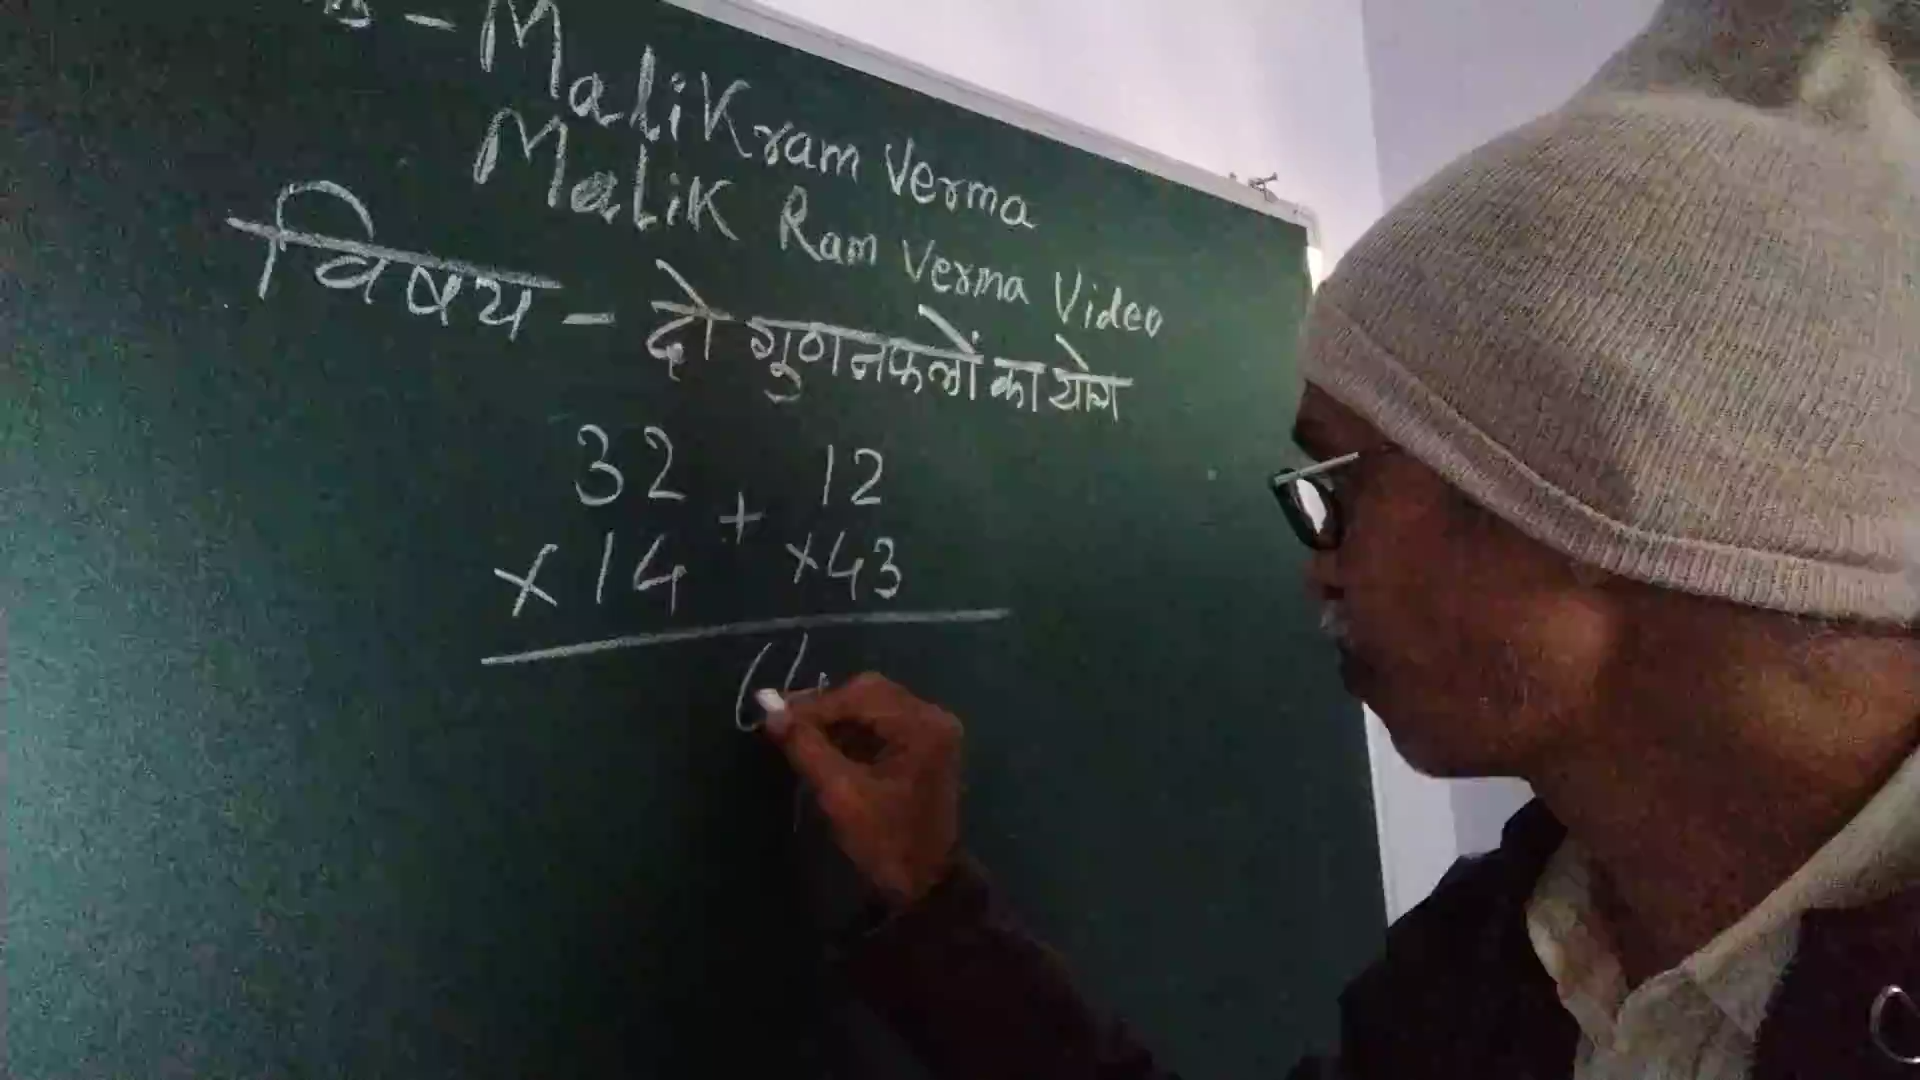 - MaliKram Verma
MaliK Ram Verma Video
विषय - दो गुणनफलों का योग
32 + 12
× 14 ×43